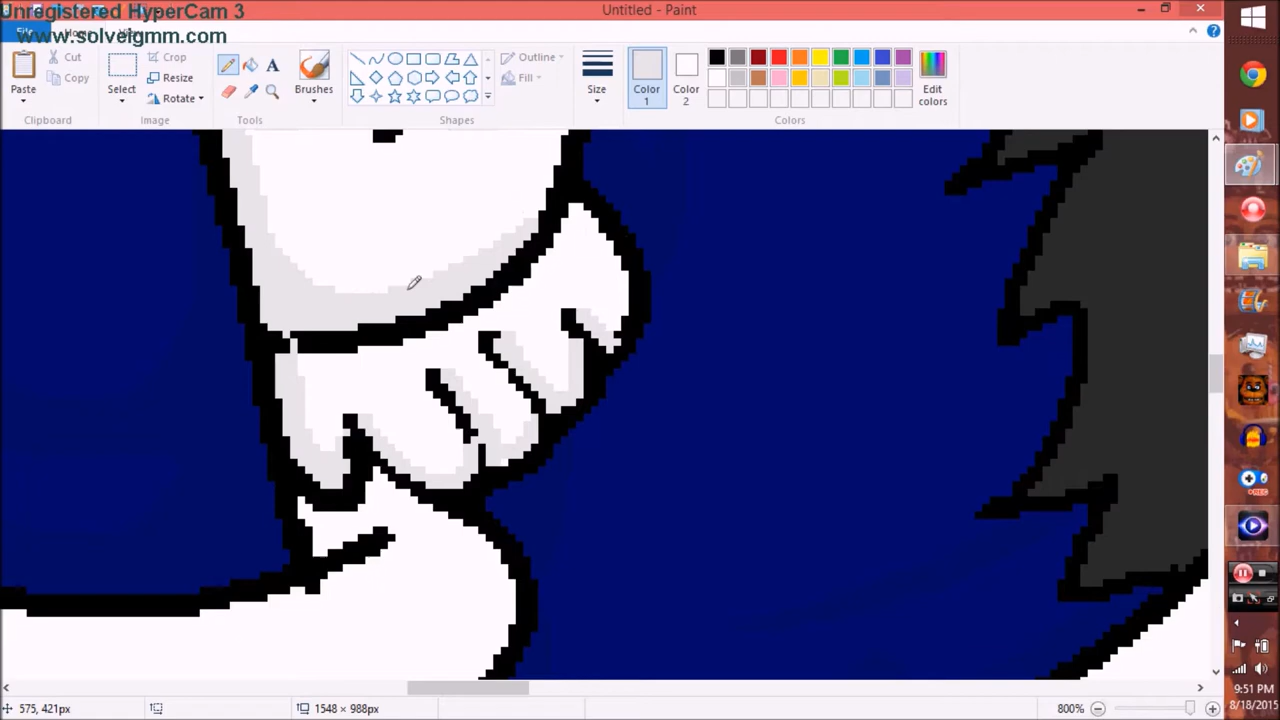 Unregistered HyperCam 3
www.solveigmm.com
Untitled - Paint
File
Paste
Cut
Copy
Clipboard
Select
Crop
Resize
Rotate
Image
A
Tools
Brushes
Outline
Fill
Shapes
Size
Color
1
Color
2
Edit
colors
Colors
+REC
575, 421px
1548 × 988px
800%
9:51 PM
8/18/2015